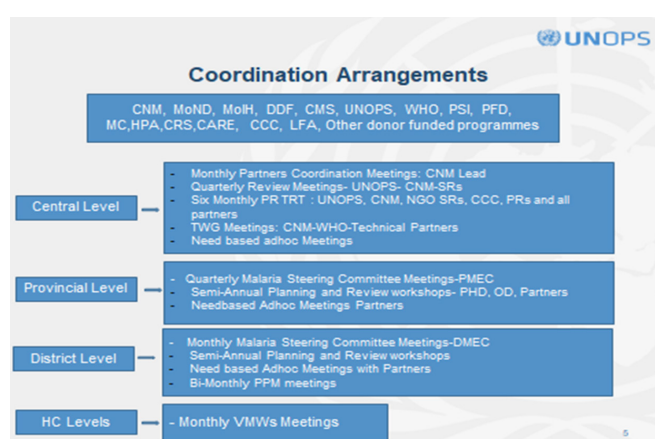 UNOPS
Coordination Arrangements
CNM, MoND, MoIH, DDF, CMS, UNOPS, WHO, PSI, PFD,
MC,HPA,CRS,CARE, CCC, LFA, Other donor funded programmes
Central Level
- Monthly Partners Coordination Meetings: CNM Lead
- Quarterly Review Meetings- UNOPS- CNM-SRs
- Six Monthly PR TRT : UNOPS, CNM, NGO SRs, CCC, PRs and all
partners
- TWG Meetings: CNM-WHO-Technical Partners
- Need based adhoc Meetings
Provincial Level
- Quarterly Malaria Steering Committee Meetings-PMEC
- Semi-Annual Planning and Review workshops- PHD, OD, Partners
- Needbased Adhoc Meetings Partners
District Level
- Monthly Malaria Steering Committee Meetings-DMEC
- Semi-Annual Planning and Review workshops
- Need based Adhoc Meetings with Partners
- Bi-Monthly PPM meetings
HC Levels
- Monthly VMWs Meetings
5